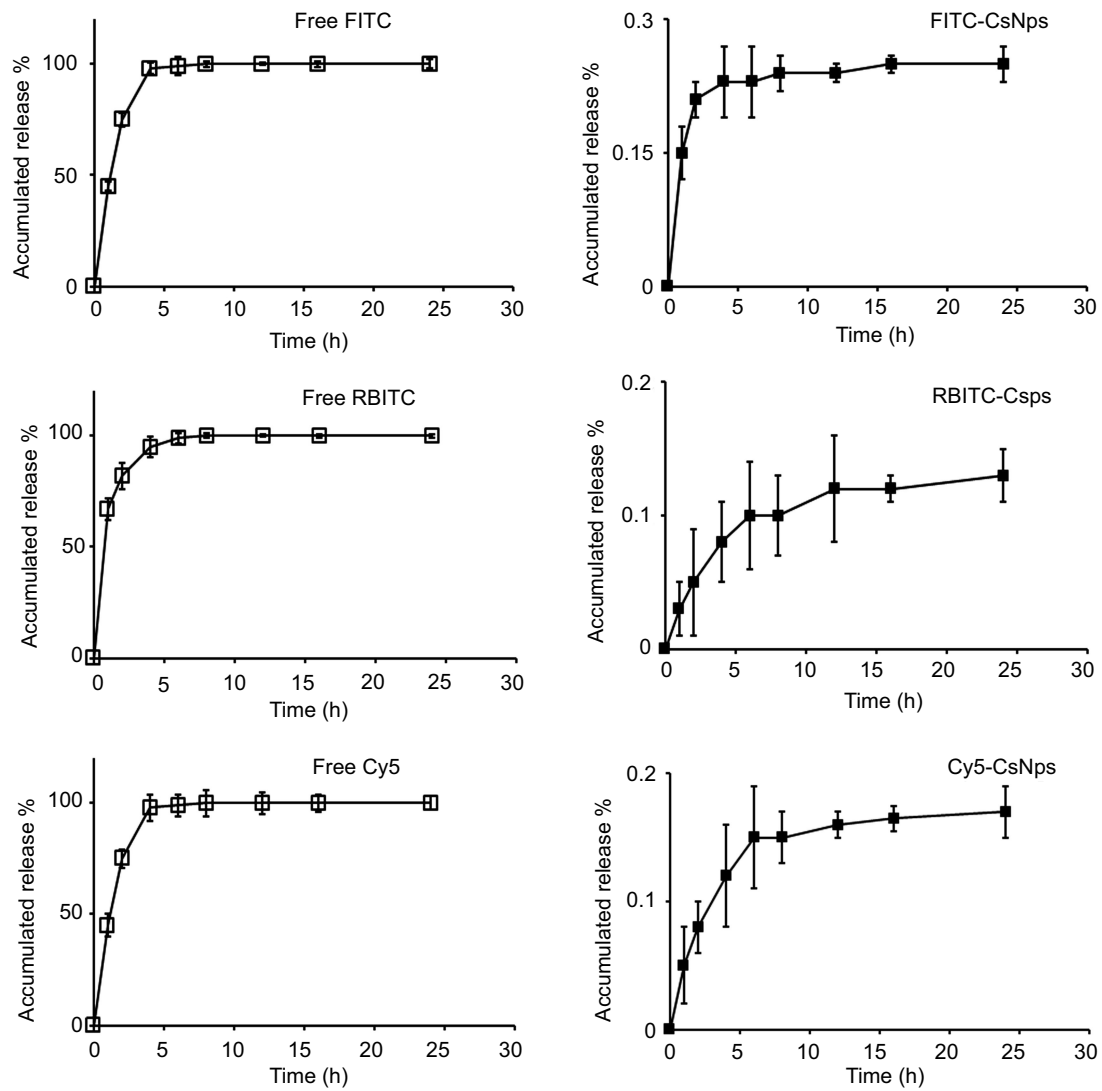 Free FITC
Accumulated release %
100
50
0
0 5 10 15 20 25 30
Time (h)
FITC-CsNps
Accumulated release %
0.3
0.15
0
0 5 10 15 20 25 30
Time (h)
Free RBITC
Accumulated release %
100
50
0
0 5 10 15 20 25 30
Time (h)
RBITC-Csps
Accumulated release %
0.2
0.1
0
0 5 10 15 20 25 30
Time (h)
Free Cy5
Accumulated release %
100
50
0
0 5 10 15 20 25 30
Time (h)
Cy5-CsNps
Accumulated release %
0.2
0.1
0
0 5 10 15 20 25 30
Time (h)